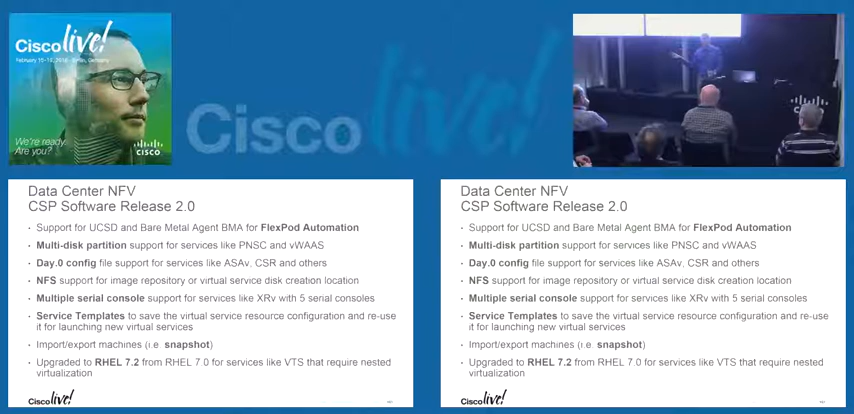 Cisco live!
We're ready.
Are you?
CISCO
Cisco live!
CISCO
Data Center NFV
CSP Software Release 2.0
· Support for UCSD and Bare Metal Agent BMA for FlexPod Automation
· Multi-disk partition support for services like PNSC and vWAAS
· Day.0 config file support for services like ASAv, CSR and others
· NFS support for image repository or virtual service disk creation location
· Multiple serial console support for services like XRv with 5 serial consoles
· Service Templates to save the virtual service resource configuration and re-use
it for launching new virtual services
· Import/export machines (i.e. snapshot)
· Upgraded to RHEL 7.2 from RHEL 7.0 for services like VTS that require nested
virtualization
Cisco live!
Data Center NFV
CSP Software Release 2.0
· Support for UCSD and Bare Metal Agent BMA for FlexPod Automation
· Multi-disk partition support for services like PNSC and vWAAS
· Day.0 config file support for services like ASAv, CSR and others
· NFS support for image repository or virtual service disk creation location
· Multiple serial console support for services like XRv with 5 serial consoles
· Service Templates to save the virtual service resource configuration and re-use
it for launching new virtual services
· Import/export machines (i.e. snapshot)
· Upgraded to RHEL 7.2 from RHEL 7.0 for services like VTS that require nested
virtualization
Cisco live!